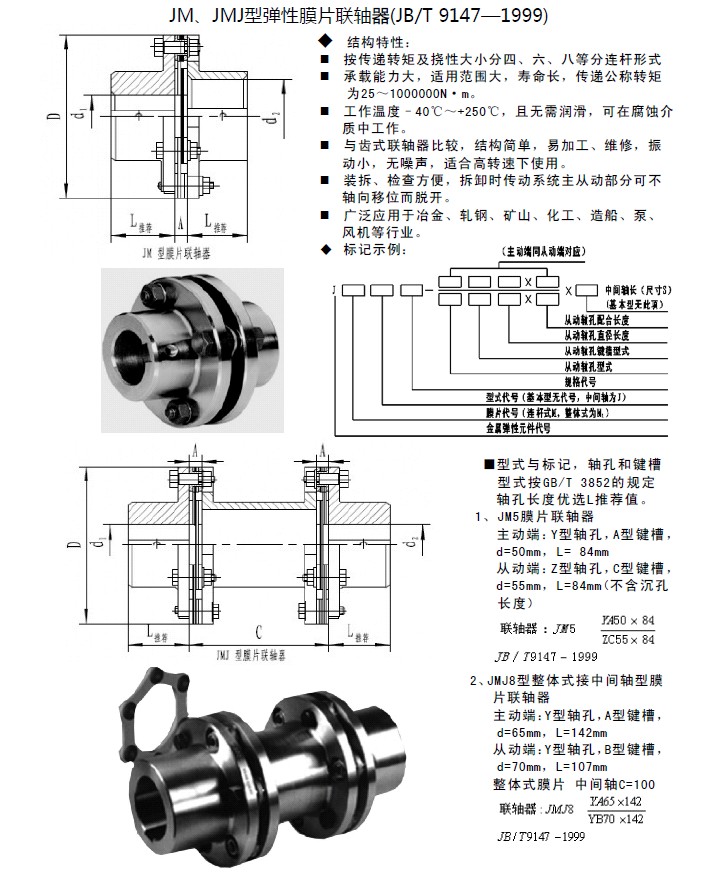 JM、JMJ型弹性膜片联轴器(JB/T 9147—1999)
D
d1
d2
L推荐
A
L推荐
JM 型膜片联轴器
◆ 结构特性：
■ 按传递转矩及挠性大小分四、六、八等分连杆形式
■ 承载能力大，适用范围大，寿命长，传递公称转矩
为25～1000000N·m。
■ 工作温度﹣40℃～+250℃，且无需润滑，可在腐蚀介
质中工作。
■ 与齿式联轴器比较，结构简单，易加工、维修，振
动小，无噪声，适合高转速下使用。
■ 装拆、检查方便，拆卸时传动系统主从动部分可不
轴向移位而脱开。
■ 广泛应用于冶金、轧钢、矿山、化工、造船、泵、
风机等行业。
◆ 标记示例：
（主动端同从动端对应）
J
×
×
×
中间轴长（尺寸S）
（基本型无此项）
从动轴孔配合长度
从动轴孔直径长度
从动轴孔键槽型式
从动轴孔型式
规格代号
型式代号（基本型无代号，中间轴为J）
膜片代号（连杆式M，整体式为M1）
金属弹性元件代号
A
A
D
d1
d2
L推荐
C
L推荐
JMJ 型膜片联轴器
■型式与标记，轴孔和键槽
型式按GB/T 3852的规定
轴孔长度优选L推荐值。
1、JM5膜片联轴器
主动端：Y型轴孔，A型键槽，
d=50mm，L= 84mm
从动端：Z型轴孔，C型键槽，
d=55mm，L=84mm（不含沉孔
长度）
联轴器：JM5 YA50×84
ZC55×84
JB/T9147-1999
2、JMJ8型整体式接中间轴型膜
片联轴器
主动端：Y型轴孔，A型键槽，
d=65mm，L=142mm
从动端：Y型轴孔，B型键槽，
d=70mm，L=107mm
整体式膜片 中间轴C=100
联轴器：JMJ8 YA65×142
YB70×142
JB/T9147-1999